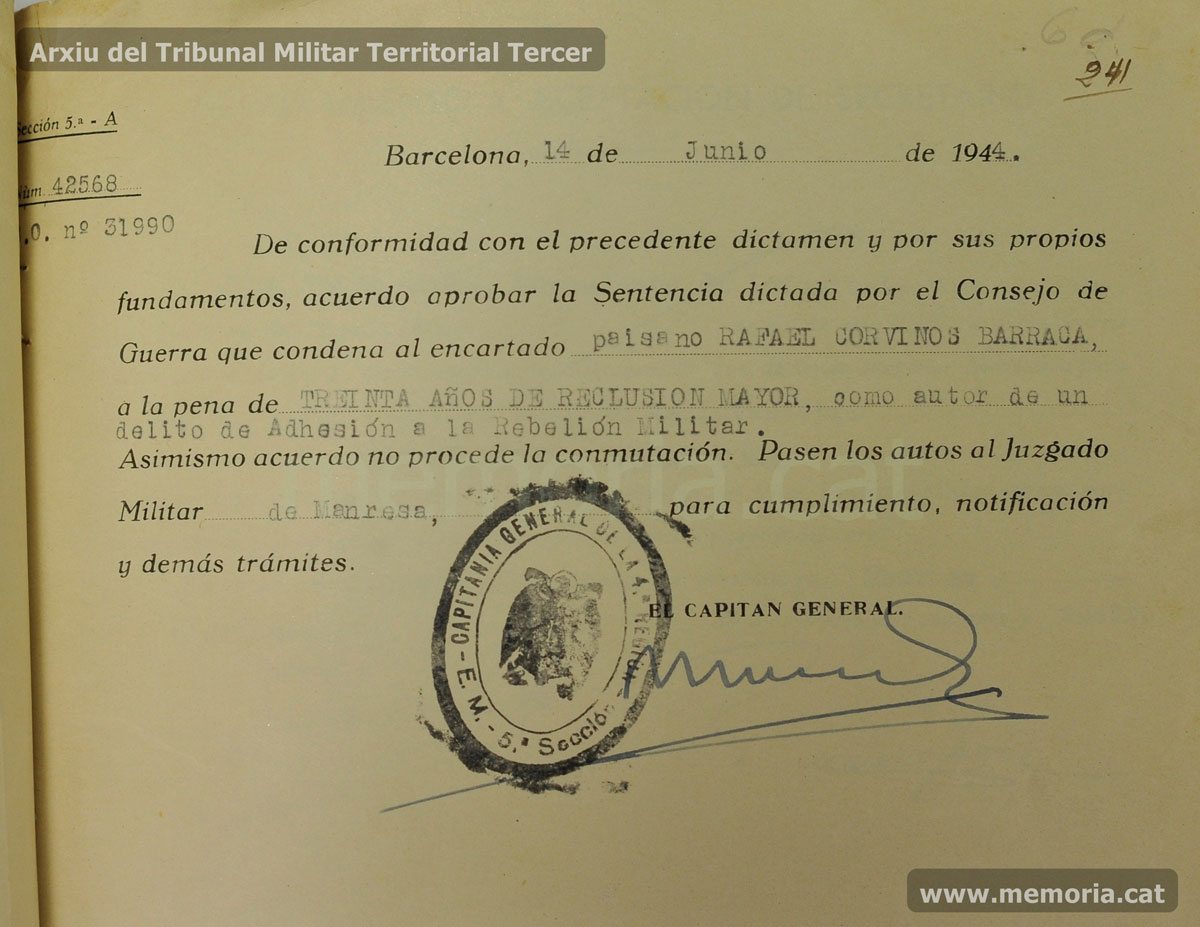 Arxiu del Tribunal Militar Territorial Tercer
241
Sección 5.ª - A
Barcelona, 14 de Junio de 1944.
Núm. 42568
.O. nº 31990
De conformidad con el precedente dictamen y por sus propios
fundamentos, acuerdo aprobar la Sentencia dictada por el Consejo de
Guerra que condena al encartado paisano RAFAEL CORVINOS BARRACA,
a la pena de TREINTA AÑOS DE RECLUSION MAYOR, como autor de un
delito de Adhesión a la Rebelión Militar.
Asimismo acuerdo no procede la conmutación. Pasen los autos al Juzgado
Militar de Manresa, para cumplimiento, notificación
y demás trámites.
CAPITANIA GENERAL DE LA 4.ª REGION
E. M. - 5.ª Sección
EL CAPITAN GENERAL.
www.memoria.cat